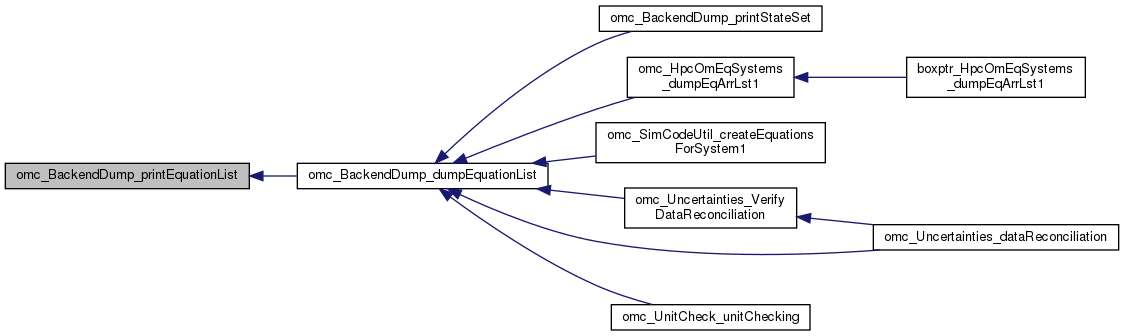 omc_BackendDump_printStateSet
omc_HpcOmEqSystems
_dumpEqArrLst1
boxptr_HpcOmEqSystems
_dumpEqArrLst1
omc_SimCodeUtil_createEquations
ForSystem1
omc_BackendDump_printEquationList
omc_BackendDump_dumpEquationList
omc_Uncertainties_Verify
DataReconciliation
omc_Uncertainties_dataReconciliation
omc_UnitCheck_unitChecking